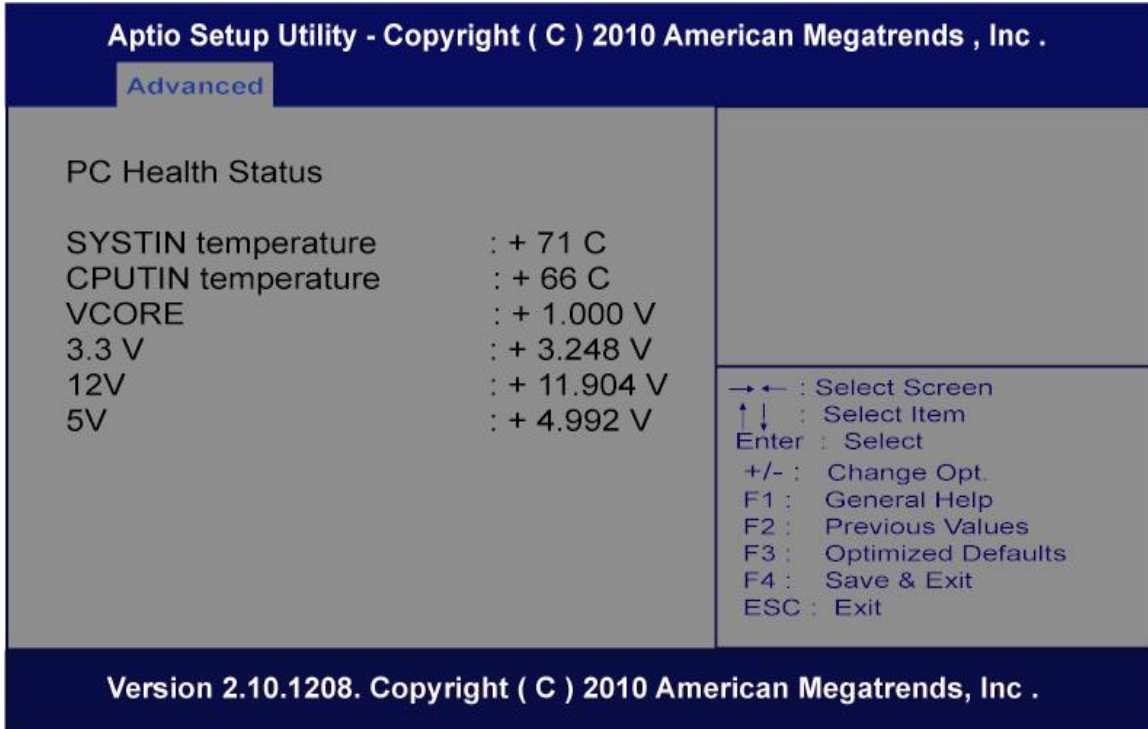 Aptio Setup Utility - Copyright ( C ) 2010 American Megatrends , Inc .
Advanced
PC Health Status
SYSTIN temperature : + 71 C
CPUTIN temperature : + 66 C
VCORE : + 1.000 V
3.3 V : + 3.248 V
12V : + 11.904 V
5V : + 4.992 V
→ ← : Select Screen
↑ ↓ : Select Item
Enter : Select
+/- : Change Opt.
F1 : General Help
F2 : Previous Values
F3 : Optimized Defaults
F4 : Save & Exit
ESC : Exit
Version 2.10.1208. Copyright ( C ) 2010 American Megatrends, Inc .